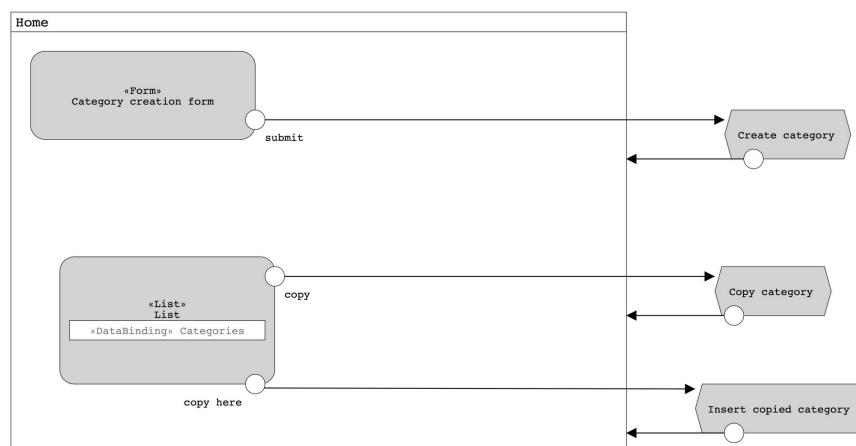 Home
«Form»
Category creation form
submit
Create category
«List»
List
«DataBinding» Categories
copy
Copy category
copy here
Insert copied category